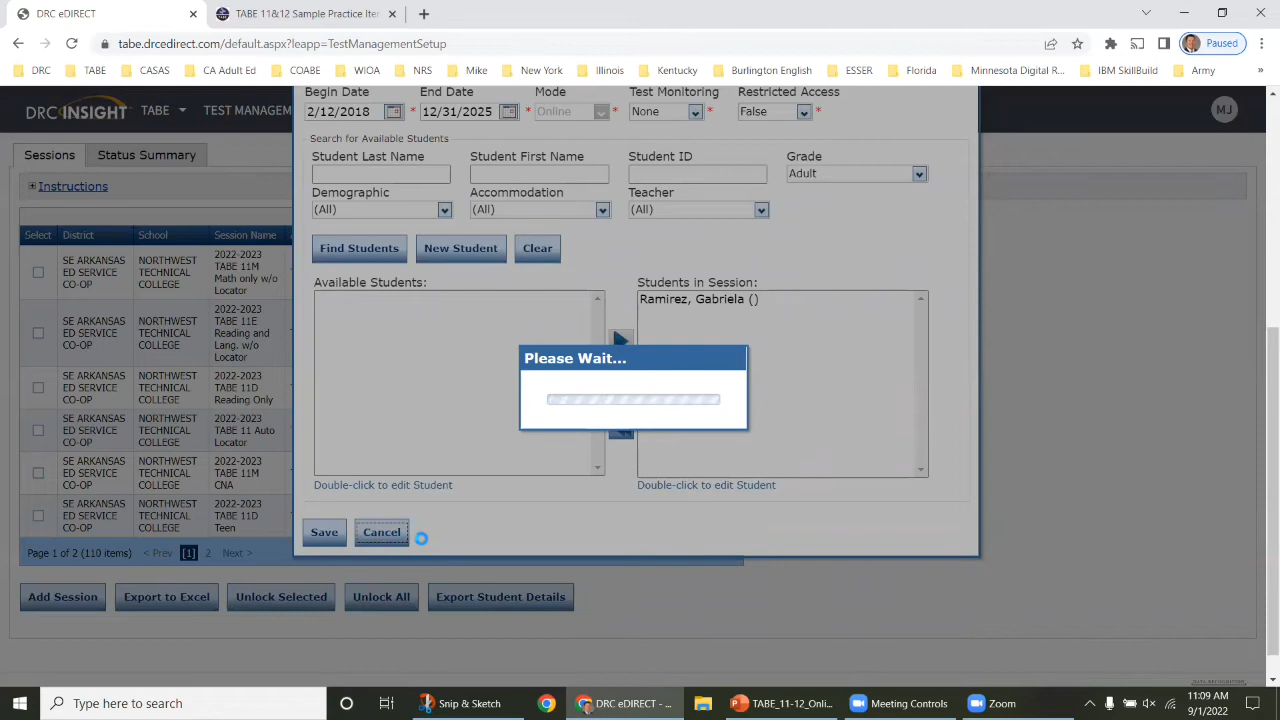 DRC eDIRECT
TABE 11&12 Sample Practice Iter
tabe.drcedirect.com/default.aspx?leapp=TestManagementSetup
Paused
DRC TABE CASAS CA Adult Ed COABE WIOA NRS Mike New York Illinois Kentucky Burlington English ESSER Florida Minnesota Digital R... IBM SkillBuild Army »
DRC INSIGHT TABE TEST MANAGEM MJ
Begin Date End Date Mode Test Monitoring Restricted Access
2/12/2018 * 12/31/2025 * Online * None * False *
Sessions Status Summary
Instructions
Search for Available Students
Student Last Name Student First Name Student ID Grade
Adult
Demographic Accommodation Teacher
(All) (All) (All)
Find Students New Student Clear
Available Students: Students in Session:
Ramirez, Gabriela ()
Please Wait...
Double-click to edit Student Double-click to edit Student
Save Cancel
Select District School Session Name
SE ARKANSAS ED SERVICE CO-OP NORTHWEST TECHNICAL COLLEGE 2022-2023 TABE 11M Math only w/o Locator
SE ARKANSAS ED SERVICE CO-OP NORTHWEST TECHNICAL COLLEGE 2022-2023 TABE 11E Reading and Lang. w/o Locator
SE ARKANSAS ED SERVICE CO-OP NORTHWEST TECHNICAL COLLEGE 2022-2023 TABE 11D Reading Only
SE ARKANSAS ED SERVICE CO-OP NORTHWEST TECHNICAL COLLEGE 2022-2023 TABE 11 Auto Locator
SE ARKANSAS ED SERVICE CO-OP NORTHWEST TECHNICAL COLLEGE 2022-2023 TABE 11M CNA
SE ARKANSAS ED SERVICE CO-OP NORTHWEST TECHNICAL COLLEGE 2022-2023 TABE 11D Teen
Page 1 of 2 (110 items) < Prev [1] 2 Next >
Add Session Export to Excel Unlock Selected Unlock All Export Student Details
Type here to search
Snip & Sketch
DRC eDIRECT - ...
TABE_11-12_Onli...
Meeting Controls
Zoom
11:09 AM
9/1/2022